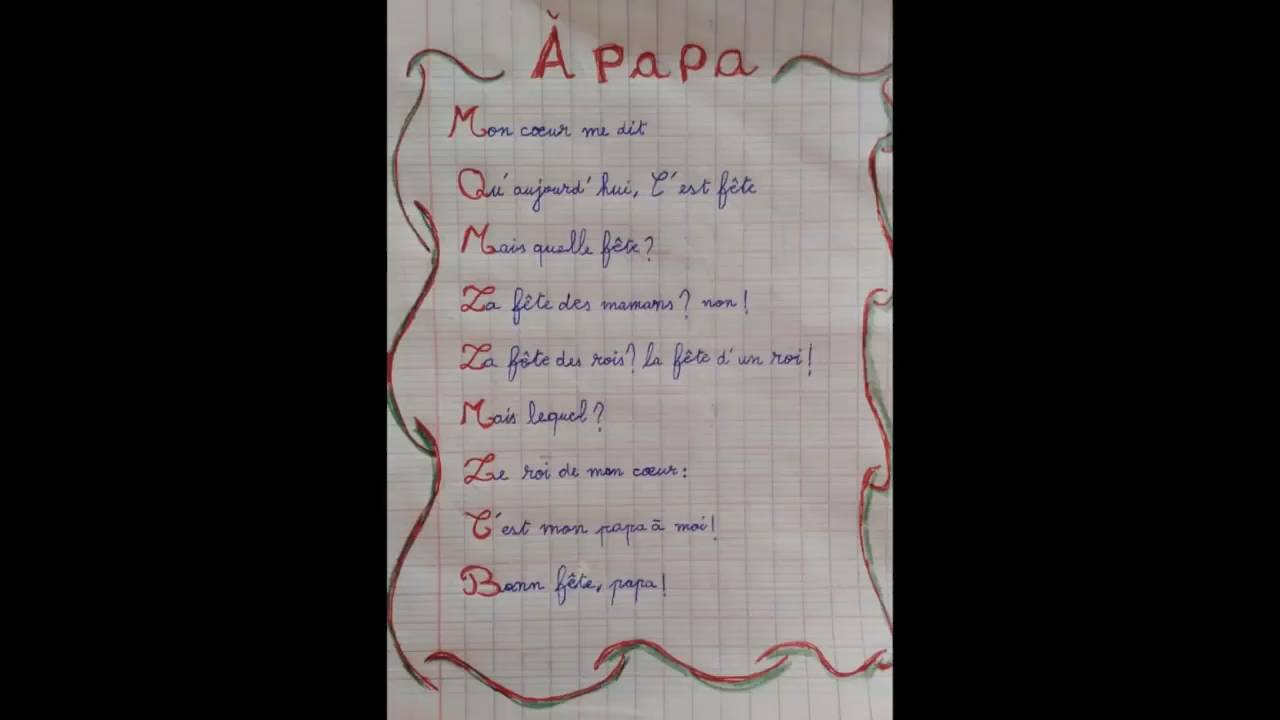 À papa
Mon cœur me dit
Qu'aujourd'hui, C'est fête
Mais quelle fête?
La fête des mamans? non!
La fête des rois? la fête d'un roi!
Mais lequel?
Le roi de mon cœur:
C'est mon papa à moi!
Bonn fête, papa!